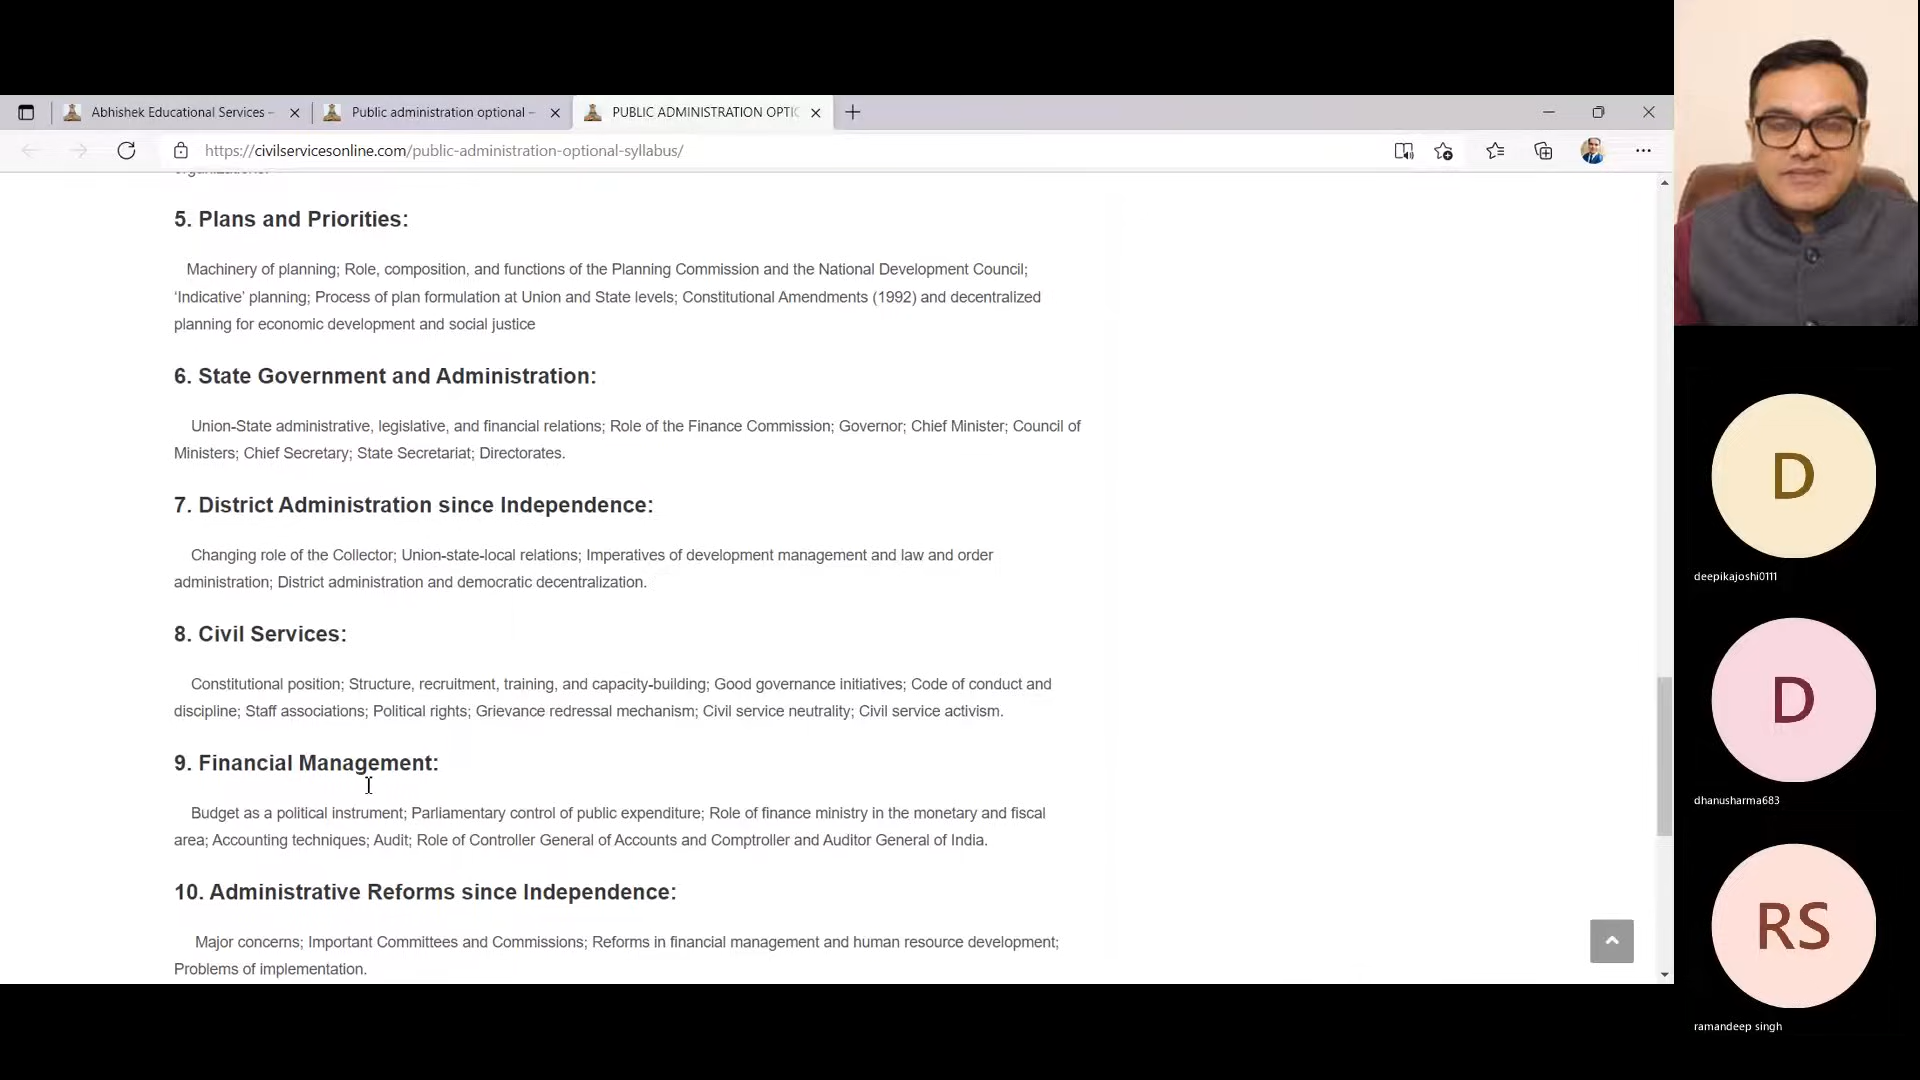 Abhishek Educational Services –
Public administration optional –
PUBLIC ADMINISTRATION OPTIO
https://civilservicesonline.com/public-administration-optional-syllabus/
organizations.
5. Plans and Priorities:
Machinery of planning; Role, composition, and functions of the Planning Commission and the National Development Council;
‘Indicative’ planning; Process of plan formulation at Union and State levels; Constitutional Amendments (1992) and decentralized
planning for economic development and social justice
6. State Government and Administration:
Union-State administrative, legislative, and financial relations; Role of the Finance Commission; Governor; Chief Minister; Council of
Ministers; Chief Secretary; State Secretariat; Directorates.
7. District Administration since Independence:
Changing role of the Collector; Union-state-local relations; Imperatives of development management and law and order
administration; District administration and democratic decentralization.
8. Civil Services:
Constitutional position; Structure, recruitment, training, and capacity-building; Good governance initiatives; Code of conduct and
discipline; Staff associations; Political rights; Grievance redressal mechanism; Civil service neutrality; Civil service activism.
9. Financial Management:
Budget as a political instrument; Parliamentary control of public expenditure; Role of finance ministry in the monetary and fiscal
area; Accounting techniques; Audit; Role of Controller General of Accounts and Comptroller and Auditor General of India.
10. Administrative Reforms since Independence:
Major concerns; Important Committees and Commissions; Reforms in financial management and human resource development;
Problems of implementation.
D
deepikajoshi0111
D
dhanusharma683
RS
ramandeep singh